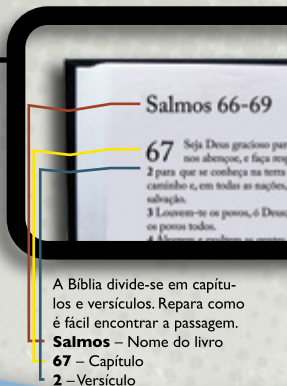 Salmos 66-69
67 Seja Deus gracioso par
nos abençoe, e faça resp
2 para que se conheça na terra
caminho e, em todas as nações,
salvação.
3 Louvem-te os povos, ó Deus
os povos todos.
A Bíblia divide-se em capítu-
los e versículos. Repara como
é fácil encontrar a passagem.
Salmos – Nome do livro
67 – Capítulo
2 – Versículo